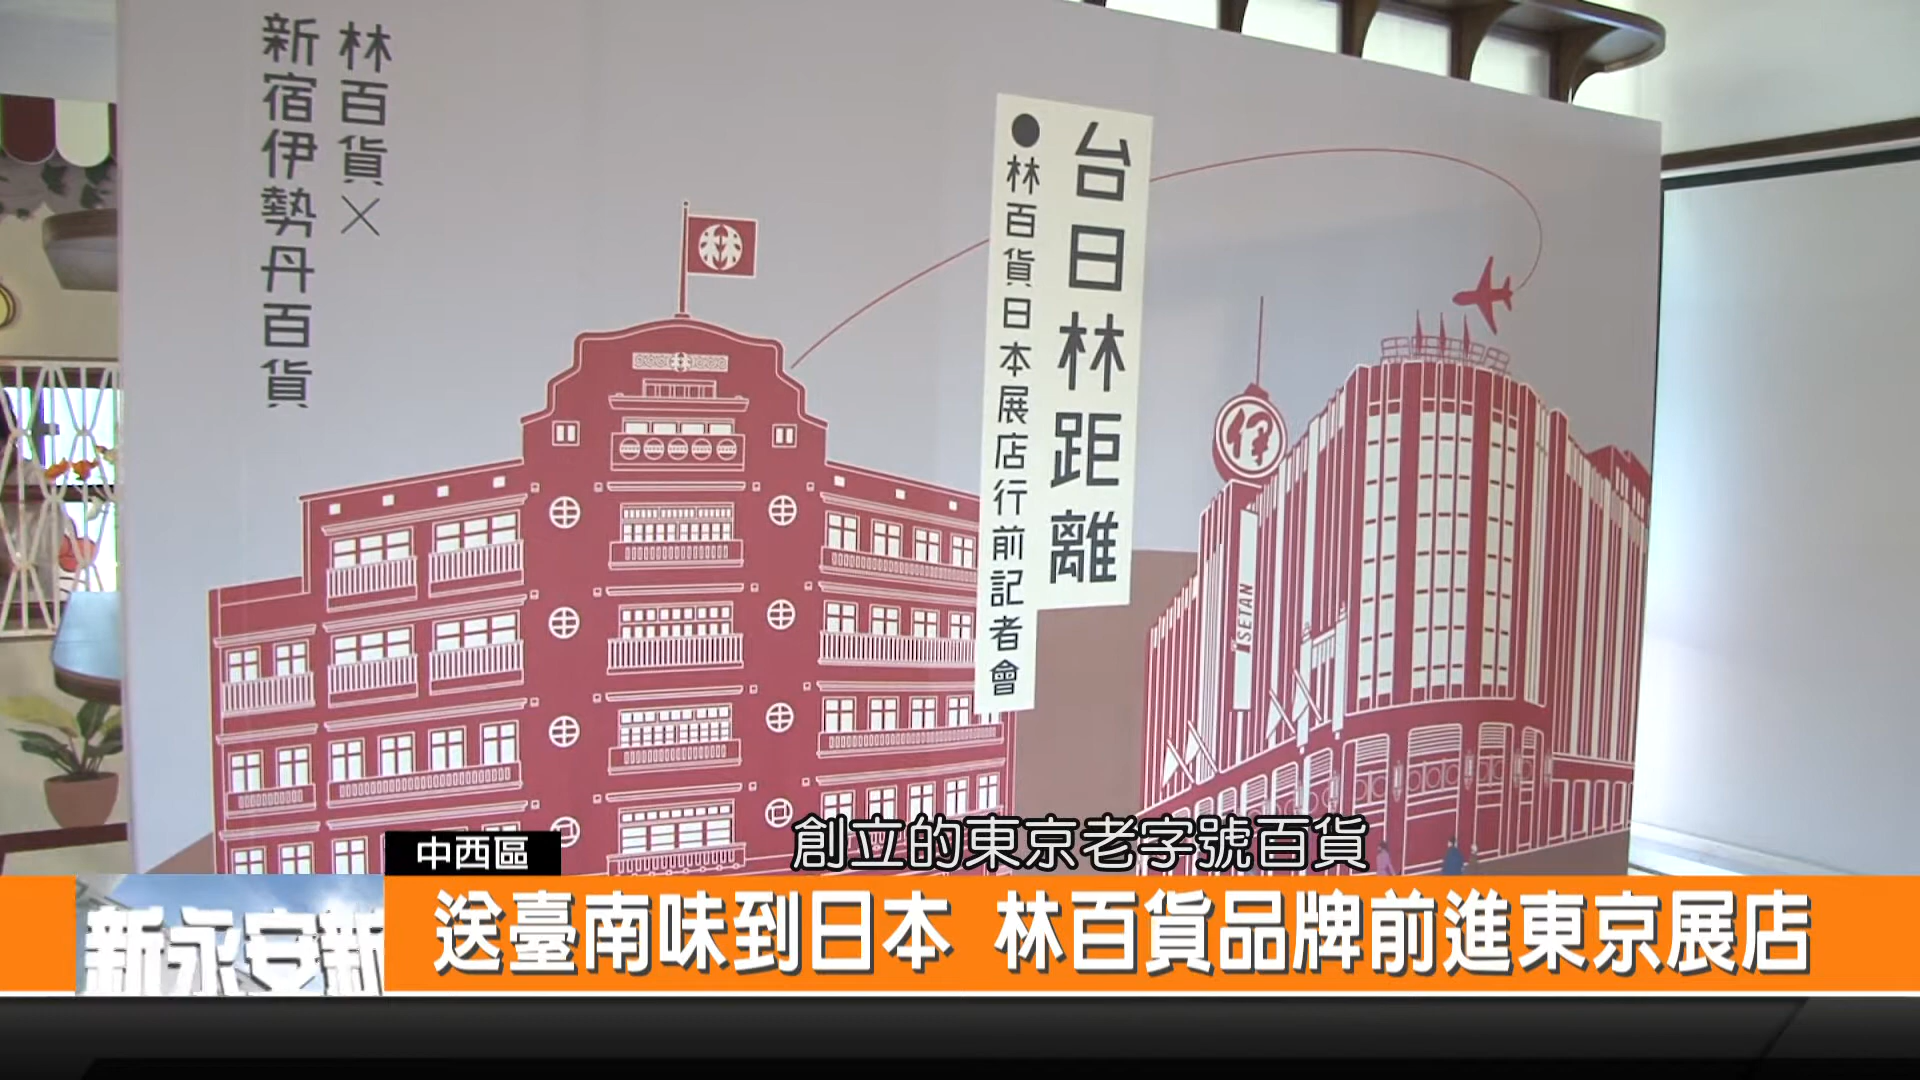 林百貨×
新宿伊勢丹百貨
林
台日林距離
●林百貨日本展店行前記者會
林
伊
ISETAN
創立的東京老字號百貨
中西區
新永安新
送臺南味到日本 林百貨品牌前進東京展店